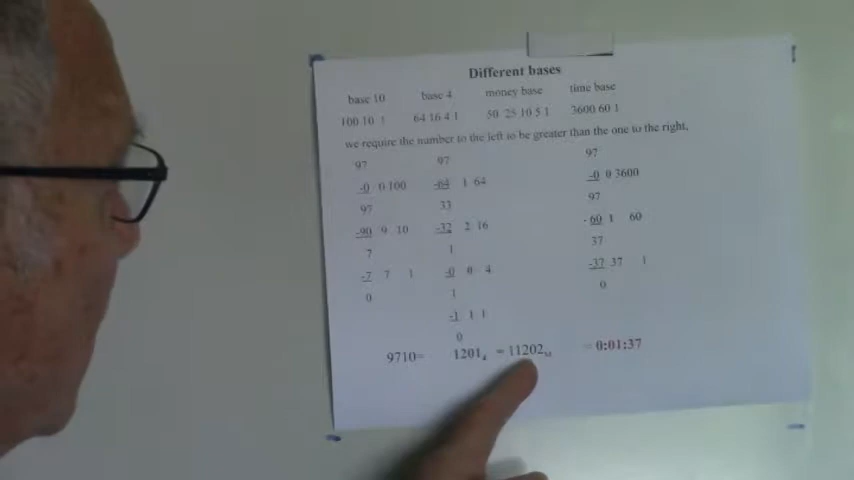 Different bases
base 10 base 4 money base time base
100 10 1 64 16 4 1 50 25 10 5 1 3600 60 1
we require the number to the left to be greater than the one to the right,
97 97 97
-0 0 100 -64 1 64 -0 0 3600
97 33 97
-90 9 10 -32 2 16 -60 1 60
7 1 37
-7 7 1 -0 0 4 -37 37 1
0 1 0
-1 1 1
0
9710= 1201₄ = 11202 = 0:01:37